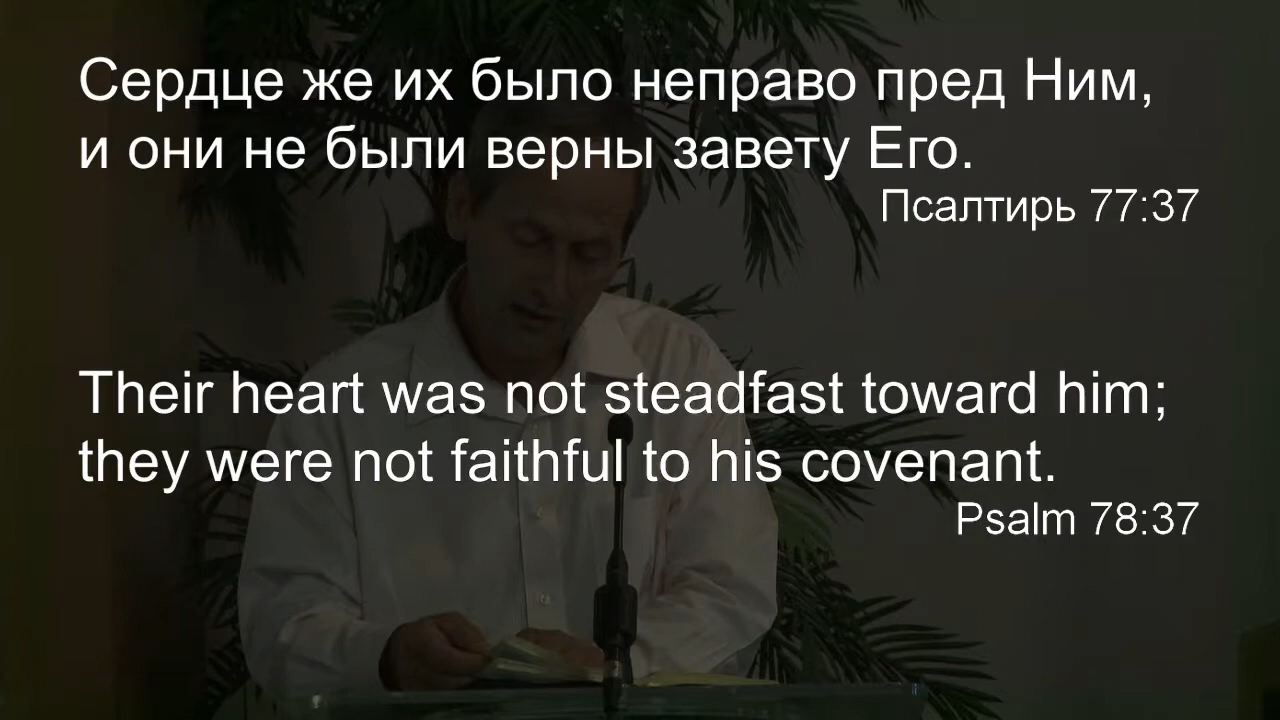 Сердце же их было неправо пред Ним,
и они не были верны завету Его.
Псалтирь 77:37
Their heart was not steadfast toward him;
they were not faithful to his covenant.
Psalm 78:37